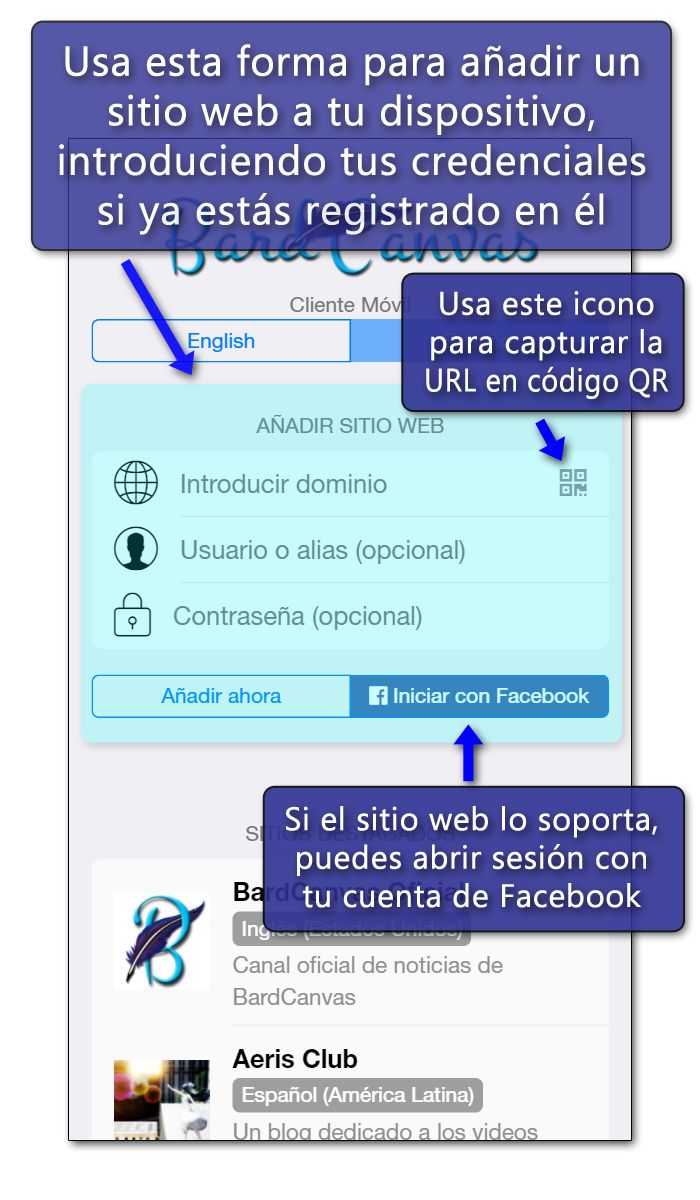 Usa esta forma para añadir un
sitio web a tu dispositivo,
introduciendo tus credenciales
si ya estás registrado en él
BardCanvas
Cliente Móvil
Usa este icono
para capturar la
URL en código QR
English
AÑADIR SITIO WEB
Introducir dominio
Usuario o alias (opcional)
Contraseña (opcional)
Añadir ahora
Iniciar con Facebook
Si el sitio web lo soporta,
puedes abrir sesión con
tu cuenta de Facebook
SITIOS DESTACADOS
BardCanvas Oficial
Inglés (Estados Unidos)
Canal oficial de noticias de
BardCanvas
Aeris Club
Español (América Latina)
Un blog dedicado a los videos